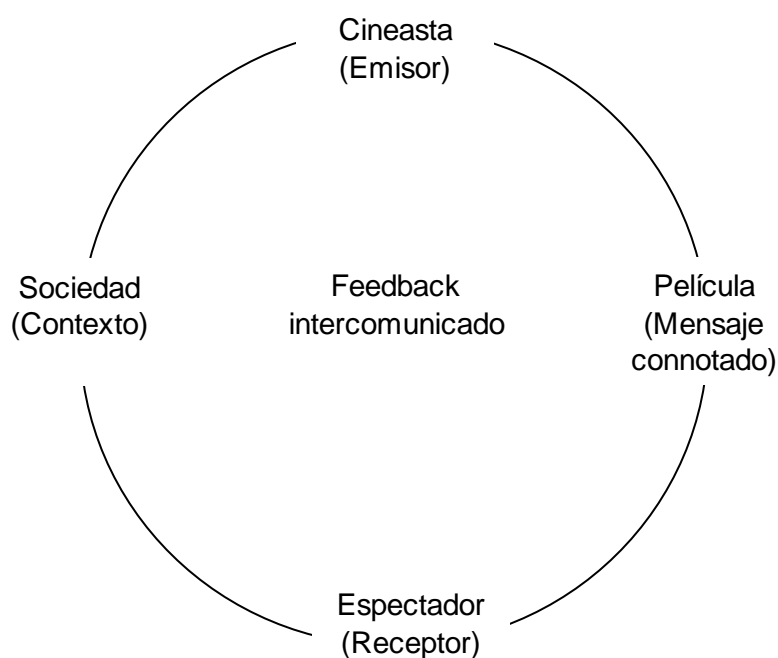 Cineasta
(Emisor)
Sociedad
(Contexto)
Feedback
intercomunicado
Película
(Mensaje
connotado)
Espectador
(Receptor)